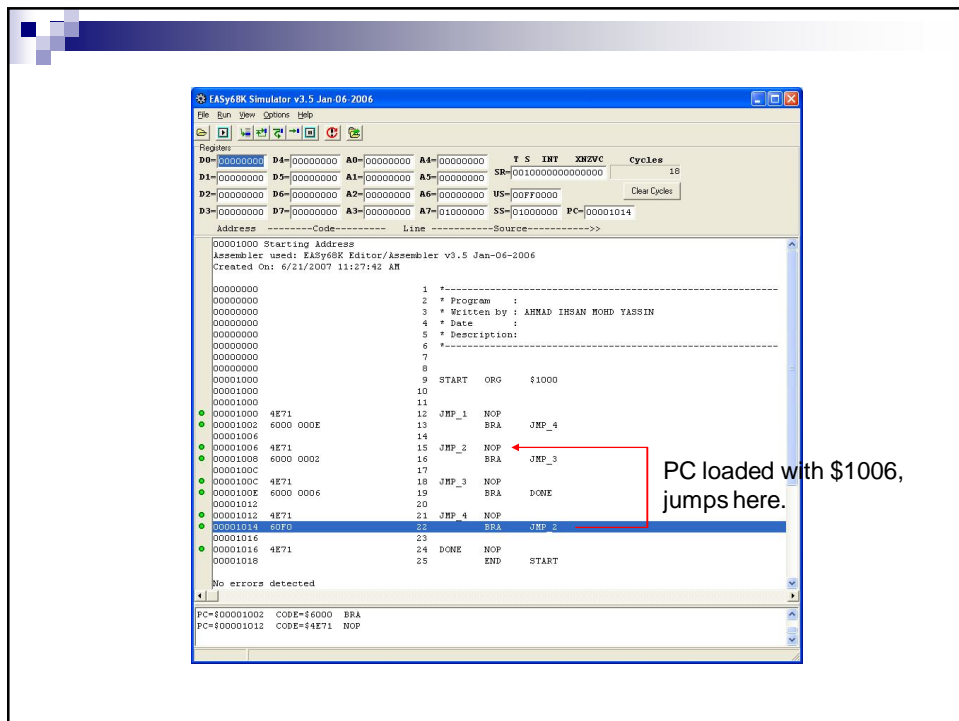 EASy68K Simulator v3.5 Jan-06-2006
File Run View Options Help
Registers
D0= 00000000 D4= 00000000 A0= 00000000 A4= 00000000 T S INT XNZVC Cycles
D1= 00000000 D5= 00000000 A1= 00000000 A5= 00000000 SR= 0010000000000000 18
D2= 00000000 D6= 00000000 A2= 00000000 A6= 00000000 US= 00FF0000 Clear Cycles
D3= 00000000 D7= 00000000 A3= 00000000 A7= 01000000 SS= 01000000 PC= 00001014
Address --------Code--------- Line -----------Source----------->>
00001000 Starting Address
Assembler used: EASy68K Editor/Assembler v3.5 Jan-06-2006
Created On: 6/21/2007 11:27:42 AM
00000000 1 *-----------------------------------------------------------
00000000 2 * Program :
00000000 3 * Written by : AHMAD IHSAN MOHD YASSIN
00000000 4 * Date :
00000000 5 * Description:
00000000 6 *-----------------------------------------------------------
00000000 7
00000000 8
00001000 9 START ORG $1000
00001000 10
00001000 11
00001000 4E71 12 JMP_1 NOP
00001002 6000 000E 13 BRA JMP_4
00001006 14
00001006 4E71 15 JMP_2 NOP
00001008 6000 0002 16 BRA JMP_3
0000100C 17
0000100C 4E71 18 JMP_3 NOP
0000100E 6000 0006 19 BRA DONE
00001012 20
00001012 4E71 21 JMP_4 NOP
00001014 60F0 22 BRA JMP_2
00001016 23
00001016 4E71 24 DONE NOP
00001018 25 END START
No errors detected
PC=$00001002 CODE=$6000 BRA
PC=$00001012 CODE=$4E71 NOP
PC loaded with $1006,
jumps here.